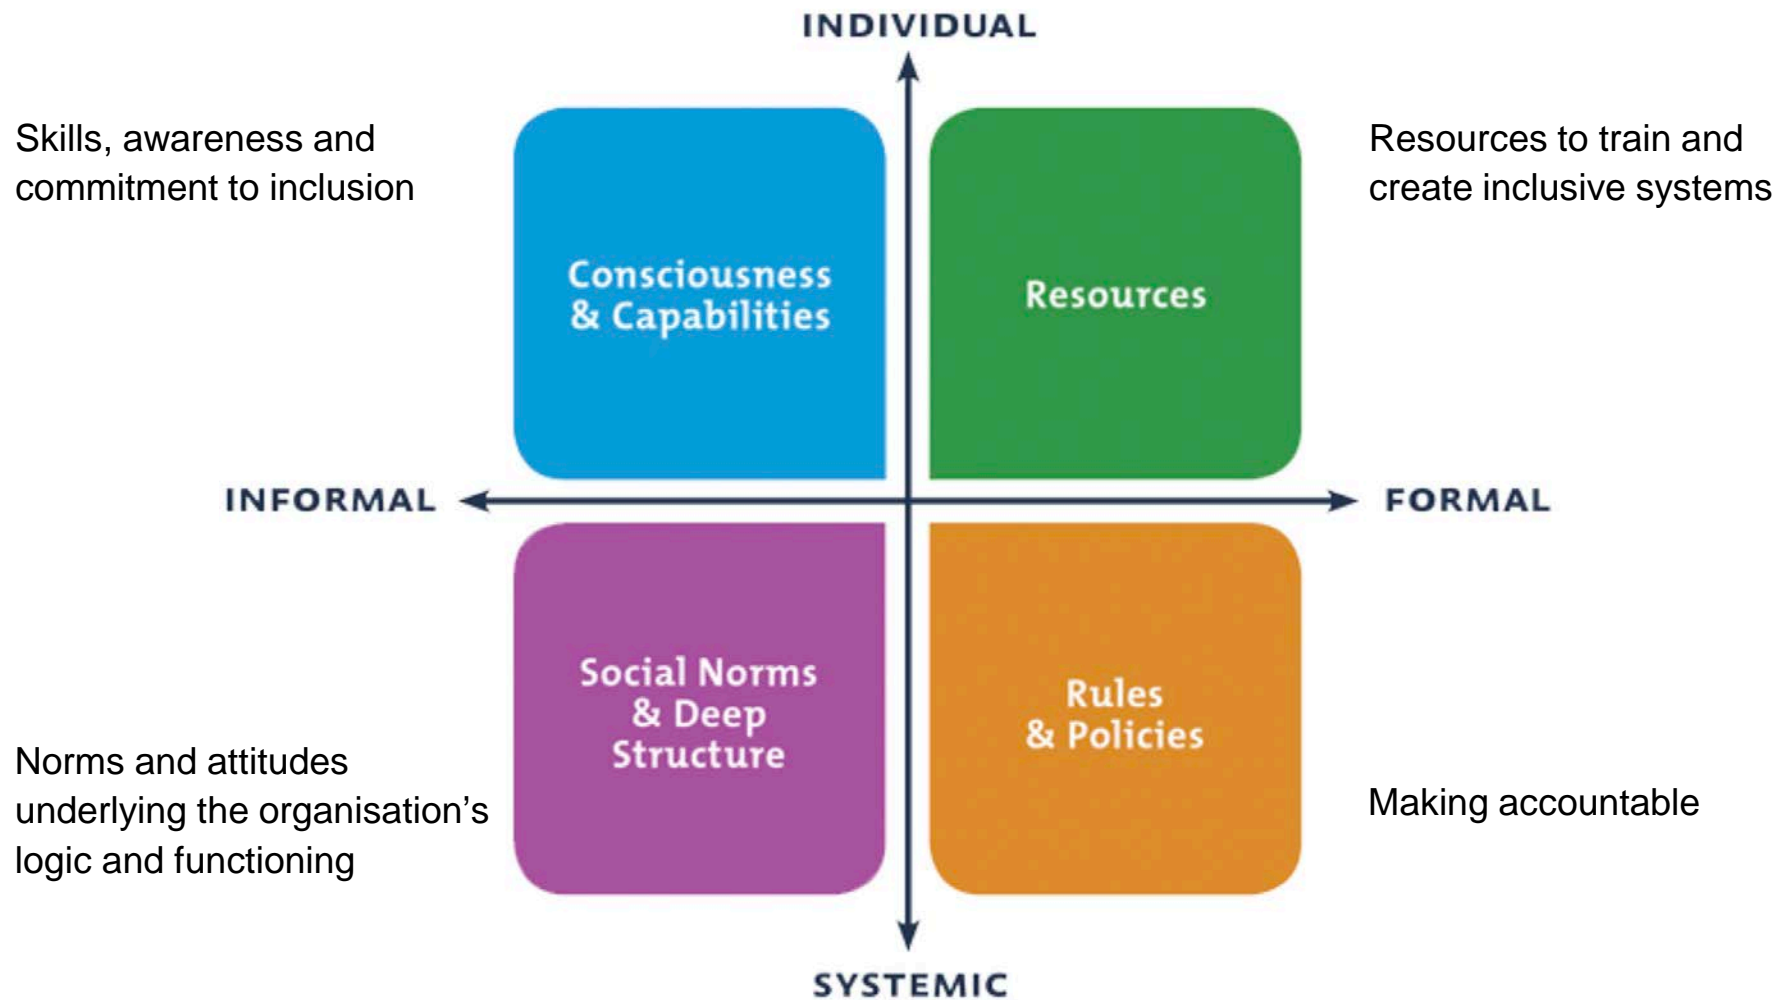 INDIVIDUAL
Skills, awareness and
commitment to inclusion
Consciousness
& Capabilities
Resources
Resources to train and
create inclusive systems
INFORMAL
FORMAL
Norms and attitudes
underlying the organisation’s
logic and functioning
Social Norms
& Deep
Structure
Rules
& Policies
Making accountable
SYSTEMIC